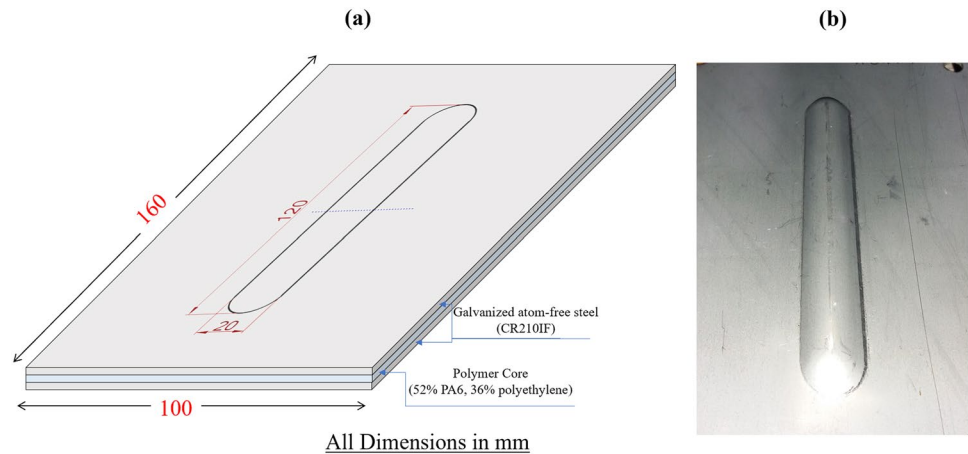 (a)
(b)
160
120
20
Galvanized atom-free steel
(CR210IF)
Polymer Core
(52% PA6, 36% polyethylene)
100
All Dimensions in mm